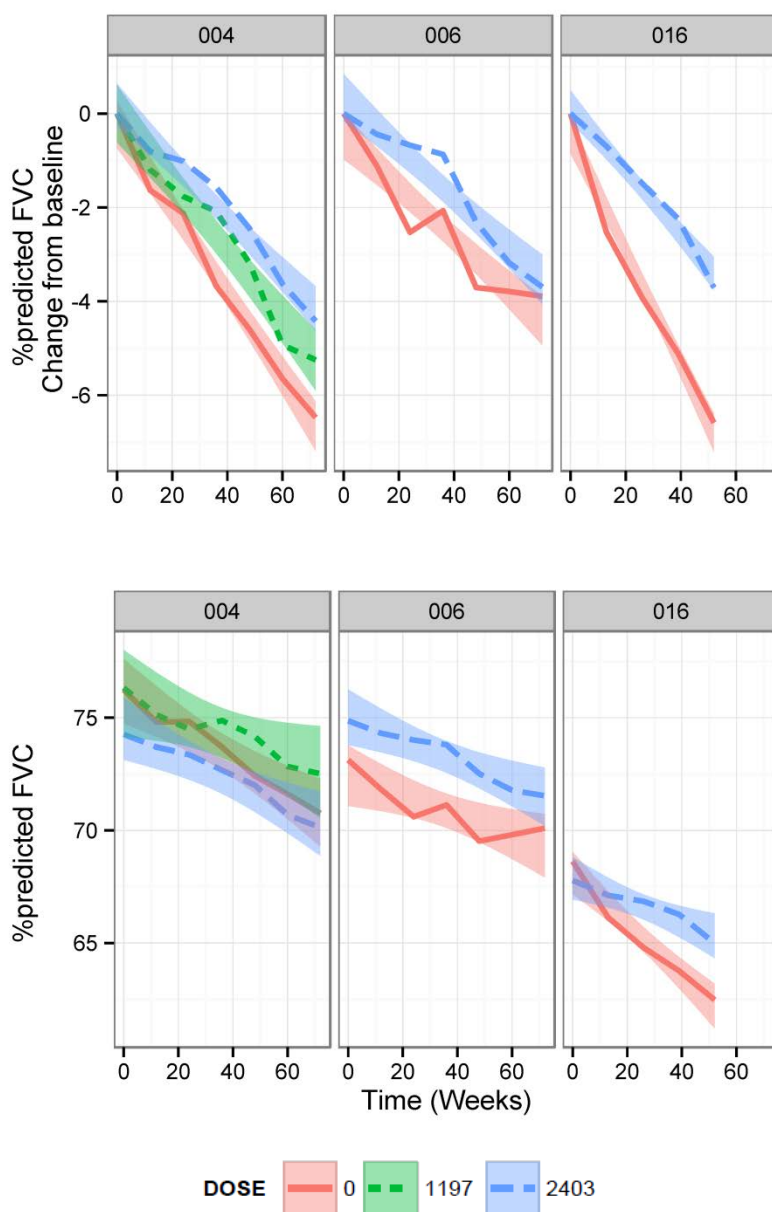 004 006 016
%predicted FVC
Change from baseline
0
-2
-4
-6
0 20 40 60 0 20 40 60 0 20 40 60
004 006 016
%predicted FVC
75
70
65
0 20 40 60 0 20 40 60 0 20 40 60
Time (Weeks)
DOSE 0 1197 2403